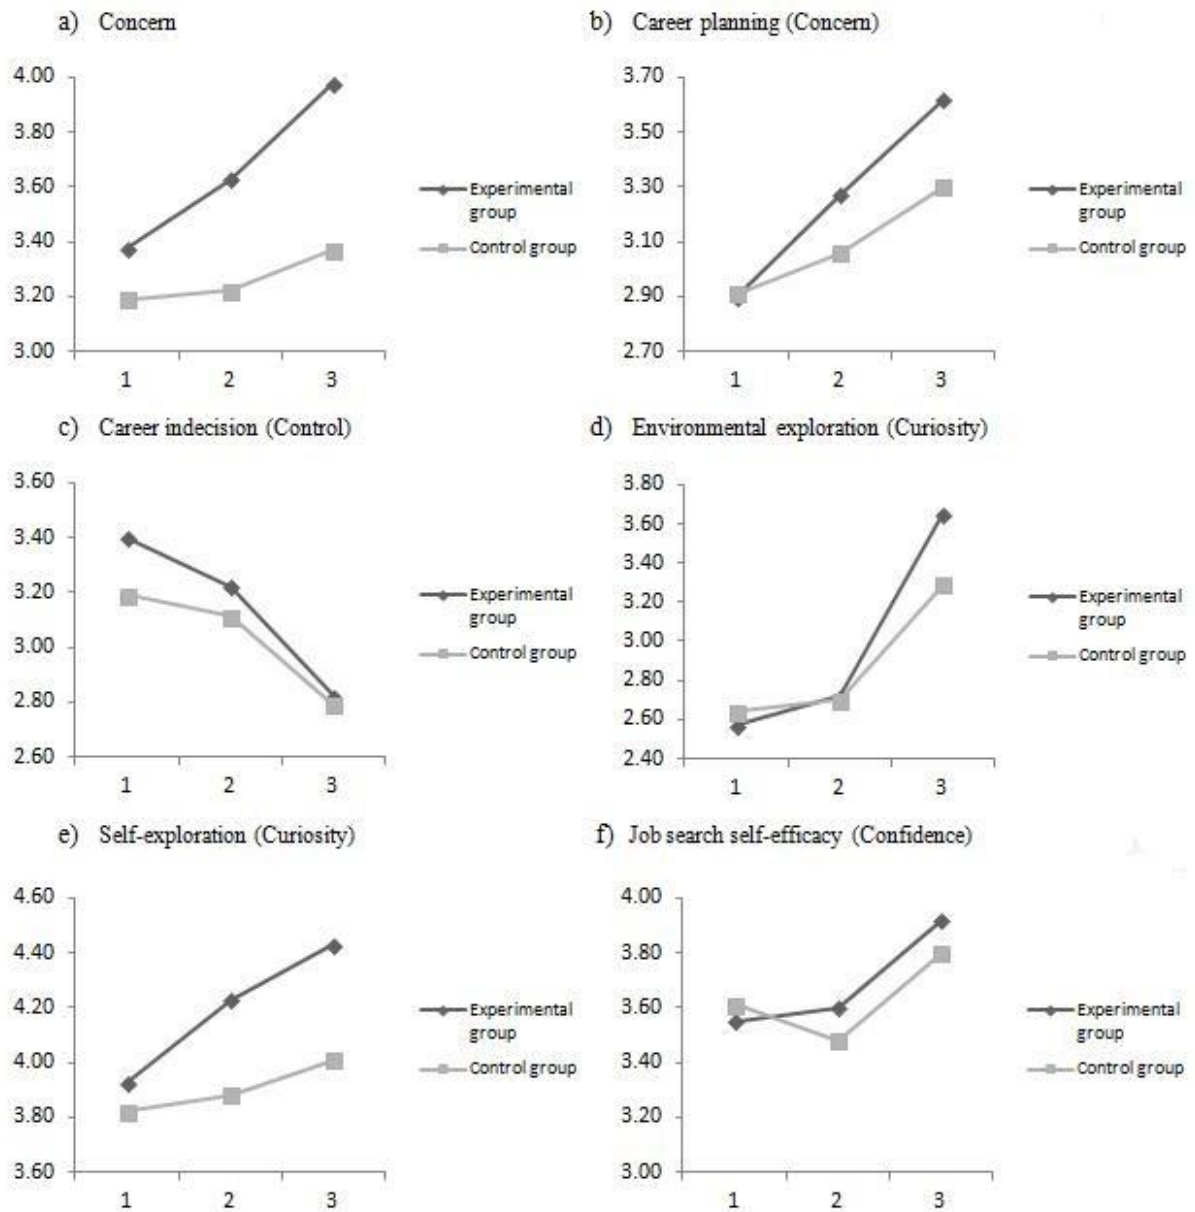 a) Concern
4.00
3.80
3.60
3.40
3.20
3.00
1 2 3
Experimental
group
Control group
b) Career planning (Concern)
3.70
3.50
3.30
3.10
2.90
2.70
1 2 3
Experimental
group
Control group
c) Career indecision (Control)
3.60
3.40
3.20
3.00
2.80
2.60
1 2 3
Experimental
group
Control group
d) Environmental exploration (Curiosity)
3.80
3.60
3.40
3.20
3.00
2.80
2.60
2.40
1 2 3
Experimental
group
Control group
e) Self-exploration (Curiosity)
4.60
4.40
4.20
4.00
3.80
3.60
1 2 3
Experimental
group
Control group
f) Job search self-efficacy (Confidence)
4.00
3.80
3.60
3.40
3.20
3.00
1 2 3
Experimental
group
Control group